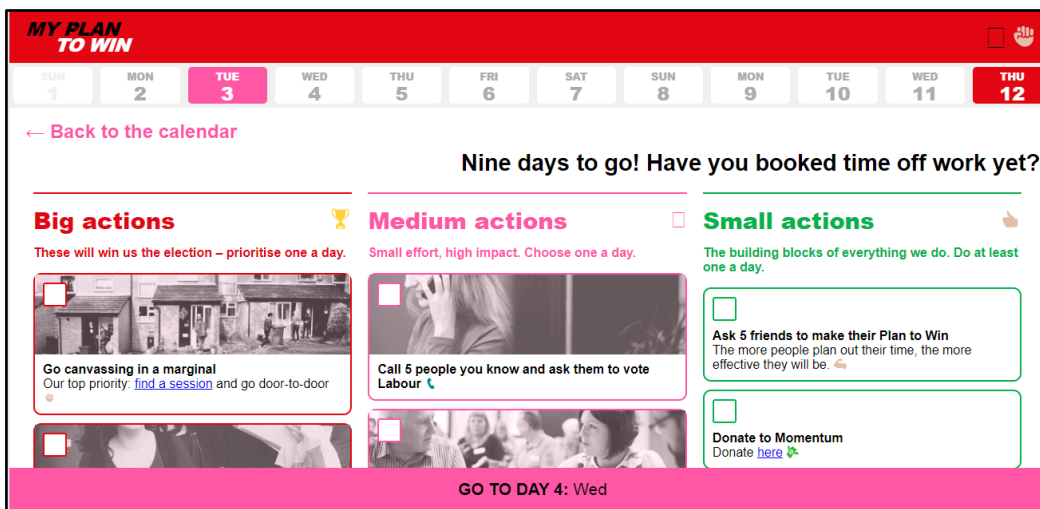 MY PLAN
TO WIN
SUN
1
MON
2
TUE
3
WED
4
THU
5
FRI
6
SAT
7
SUN
8
MON
9
TUE
10
WED
11
THU
12
← Back to the calendar
Nine days to go! Have you booked time off work yet?
Big actions
These will win us the election – prioritise one a day.
Go canvassing in a marginal
Our top priority: find a session and go door-to-door
Medium actions
Small effort, high impact. Choose one a day.
Call 5 people you know and ask them to vote
Labour
Small actions
The building blocks of everything we do. Do at least
one a day.
Ask 5 friends to make their Plan to Win
The more people plan out their time, the more
effective they will be.
Donate to Momentum
Donate here
GO TO DAY 4: Wed